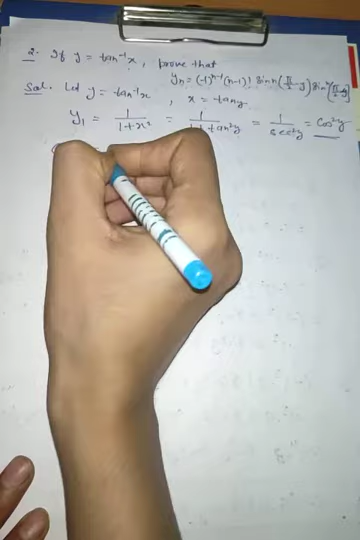 2. If y = tan⁻¹x, prove that
yₙ = (-1)ⁿ⁻¹ (n-1)! sin n(π/2 - y) sinⁿ(π/2 - y)
Sol. Let y = tan⁻¹x, x = tan y
y₁ = 1/(1+x²) = 1/(1+tan²y) = 1/sec²y = cos²y